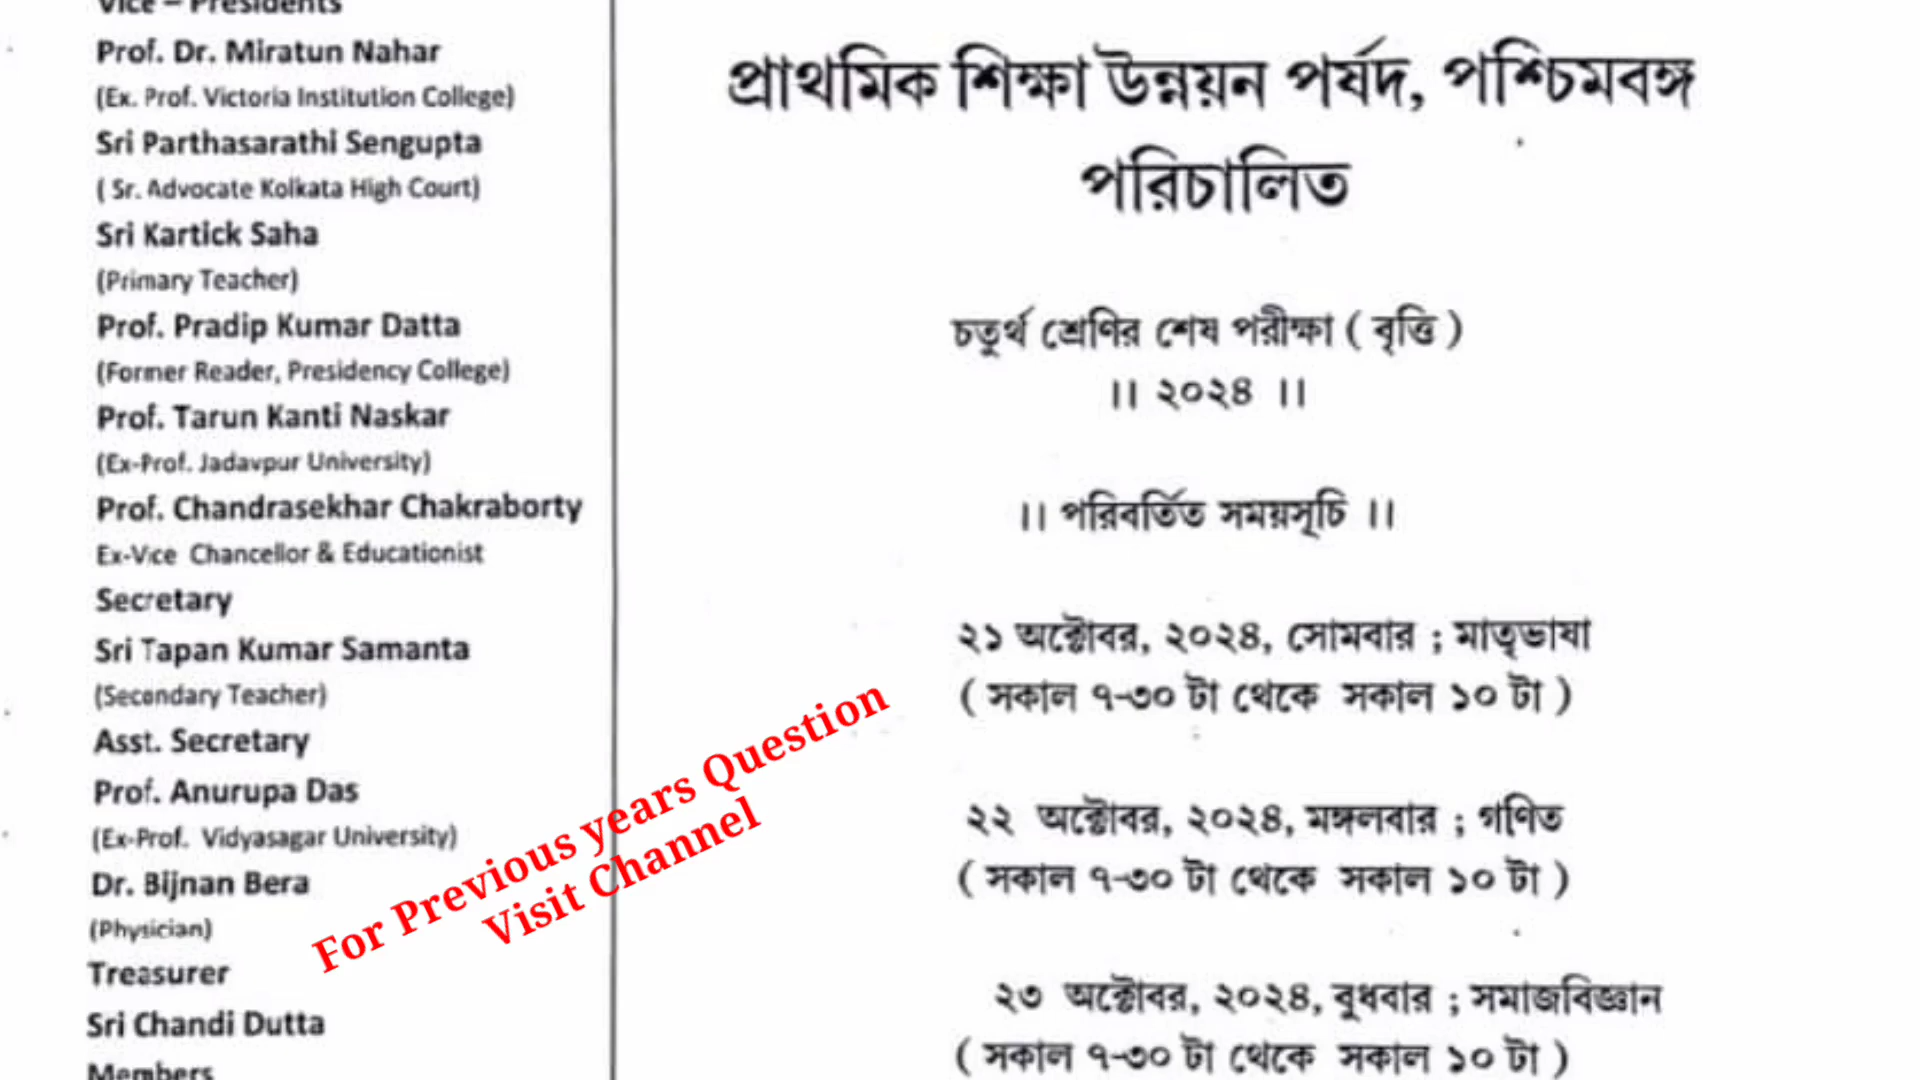 Vice – Presidents
Prof. Dr. Miratun Nahar
(Ex. Prof. Victoria Institution College)
Sri Parthasarathi Sengupta
( Sr. Advocate Kolkata High Court)
Sri Kartick Saha
(Primary Teacher)
Prof. Pradip Kumar Datta
(Former Reader, Presidency College)
Prof. Tarun Kanti Naskar
(Ex-Prof. Jadavpur University)
Prof. Chandrasekhar Chakraborty
Ex-Vice Chancellor & Educationist
Secretary
Sri Tapan Kumar Samanta
(Secondary Teacher)
Asst. Secretary
Prof. Anurupa Das
(Ex-Prof. Vidyasagar University)
Dr. Bijnan Bera
(Physician)
Treasurer
Sri Chandi Dutta
Members
প্রাথমিক শিক্ষা উন্নয়ন পর্ষদ, পশ্চিমবঙ্গ
পরিচালিত
চতুর্থ শ্রেণির শেষ পরীক্ষা ( বৃত্তি )
।। ২০২৪ ।।
।। পরিবর্তিত সময়সূচি ।।
২১ অক্টোবর, ২০২৪, সোমবার ; মাতৃভাষা
( সকাল ৭-৩০ টা থেকে সকাল ১০ টা )
২২ অক্টোবর, ২০২৪, মঙ্গলবার ; গণিত
( সকাল ৭-৩০ টা থেকে সকাল ১০ টা )
২৩ অক্টোবর, ২০২৪, বুধবার ; সমাজবিজ্ঞান
( সকাল ৭-৩০ টা থেকে সকাল ১০ টা )
For Previous years Question
Visit Channel